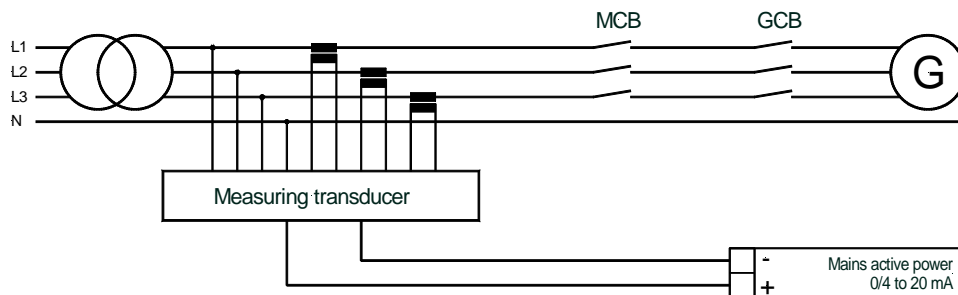 MCB GCB
L1
L2
L3
N
G
Measuring transducer
- Mains active power
+ 0/4 to 20 mA